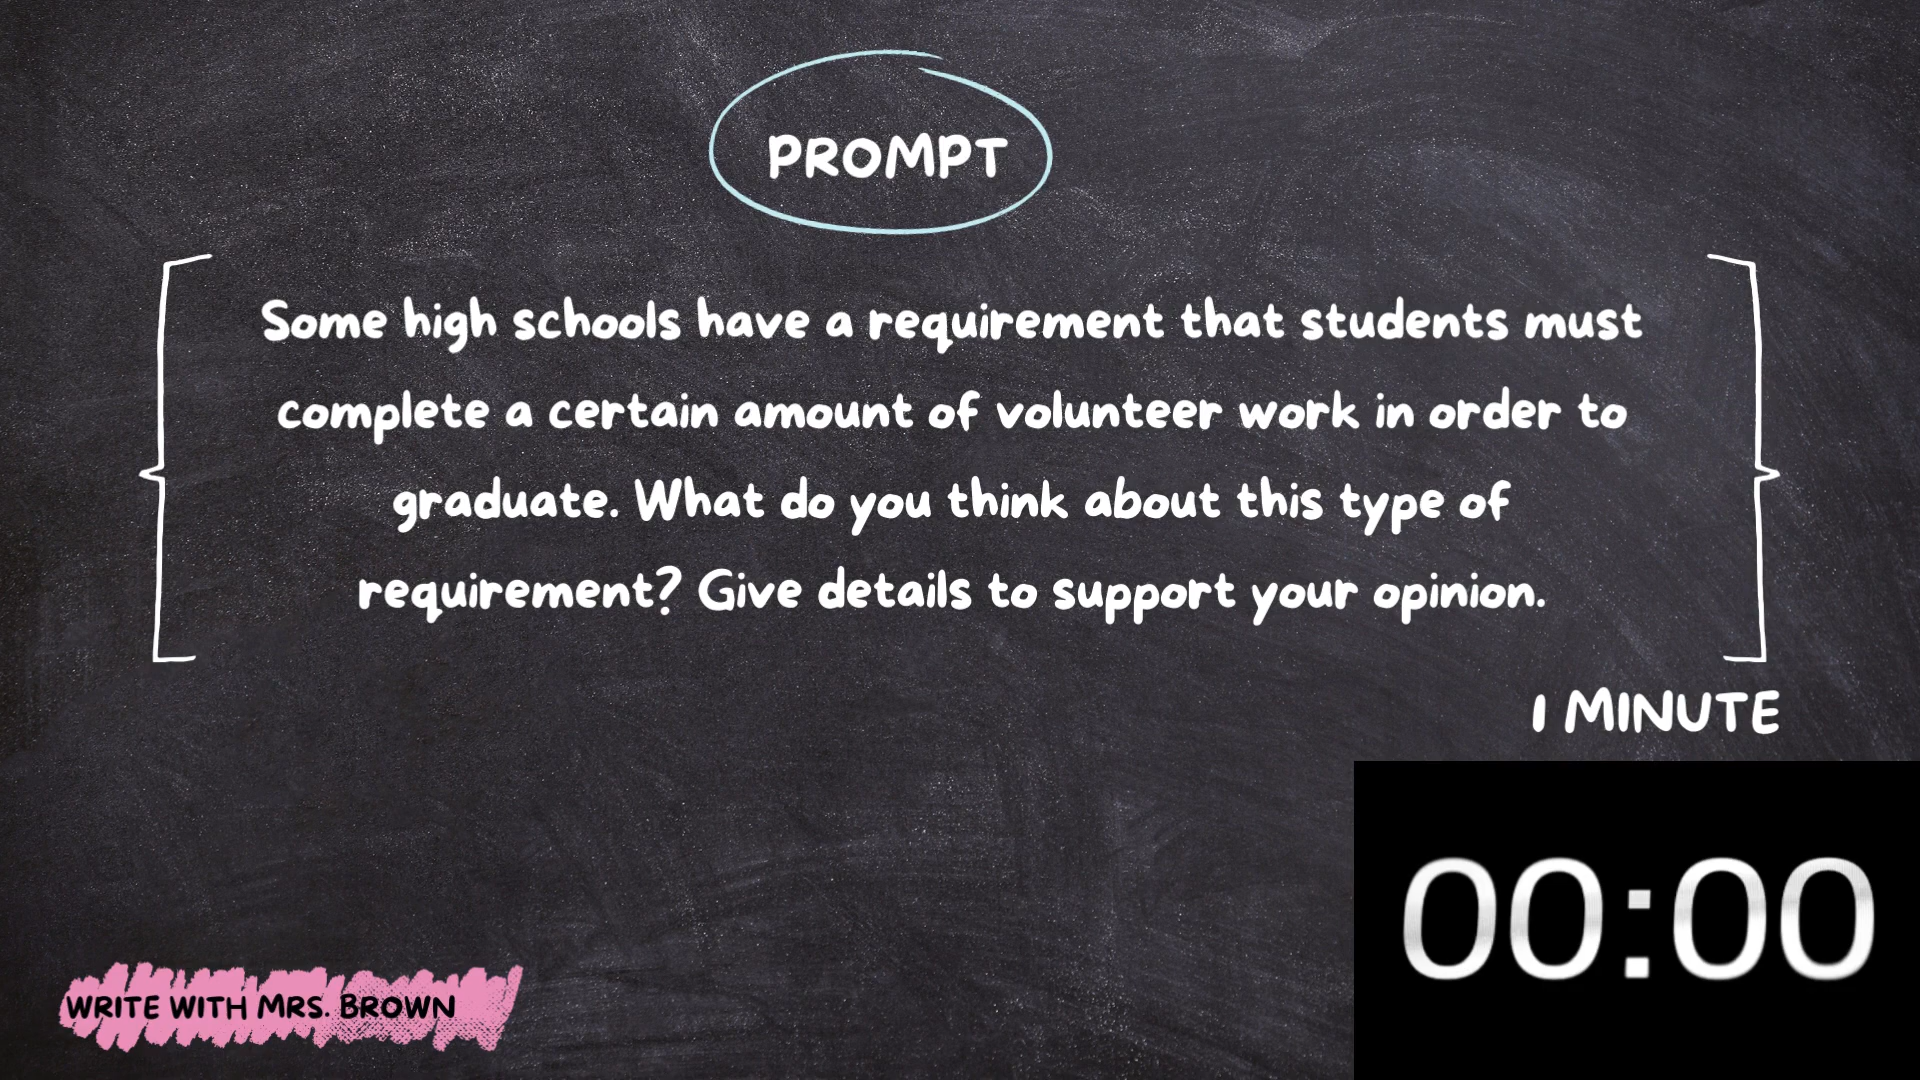 PROMPT
Some high schools have a requirement that students must
complete a certain amount of volunteer work in order to
graduate. What do you think about this type of
requirement? Give details to support your opinion.
1 MINUTE
00:00
WRITE WITH MRS. BROWN